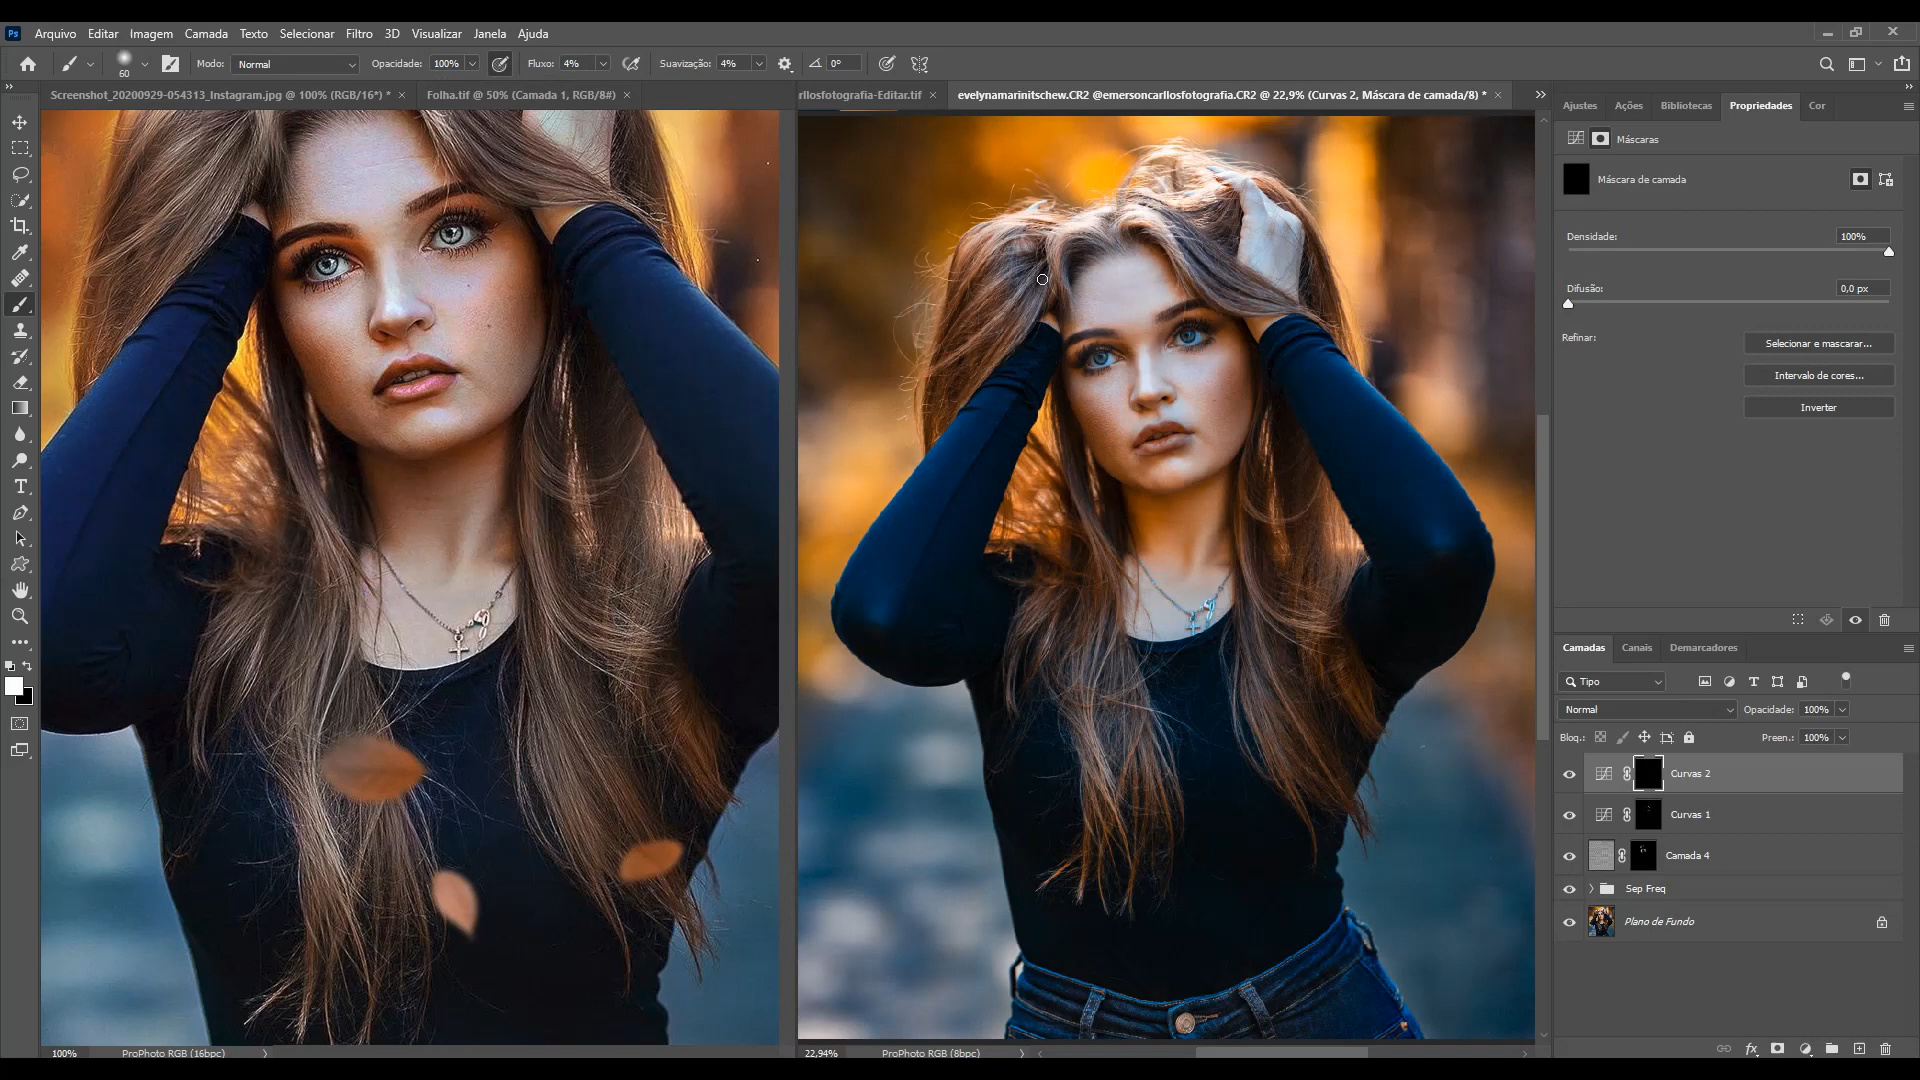 Ps Arquivo Editar Imagem Camada Texto Selecionar Filtro 3D Visualizar Janela Ajuda
60 Modo: Normal Opacidade: 100% Fluxo: 4% Suavização: 4% 0°
Screenshot_20200929-054313_Instagram.jpg @ 100% (RGB/16*) * × Folha.tif @ 50% (Camada 1, RGB/8#) ×
rllosfotografia-Editar.tif × evelynamarinitschew.CR2 @emersoncarllosfotografia.CR2 @ 22,9% (Curvas 2, Máscara de camada/8) * ×
Ajustes Ações Bibliotecas Propriedades Cor
Máscaras
Máscara de camada
Densidade: 100%
Difusão: 0,0 px
Refinar: Selecionar e mascarar...
Intervalo de cores...
Inverter
Camadas Canais Demarcadores
Tipo
Normal Opacidade: 100%
Bloq.: Preen.: 100%
Curvas 2
Curvas 1
Camada 4
Sep Freq
Plano de Fundo
fx
100% ProPhoto RGB (16bpc)
22,94% ProPhoto RGB (8bpc)